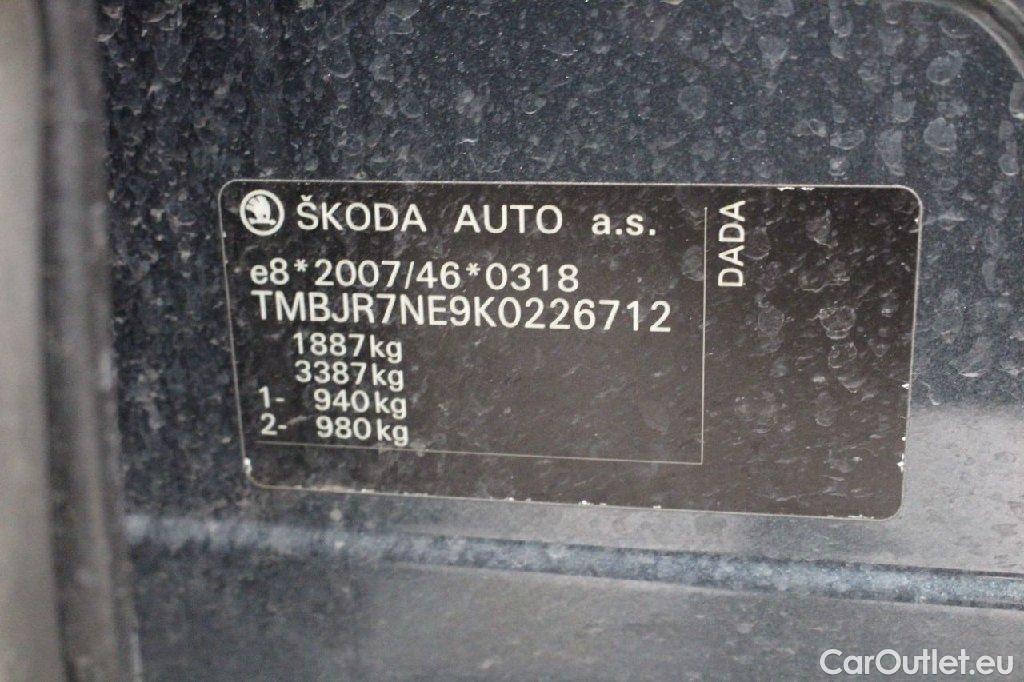 ŠKODA AUTO a.s.
e8*2007/46*0318
TMBJR7NE9K0226712
1887kg
3387kg
1- 940kg
2- 980kg
DADA
CarOutlet.eu